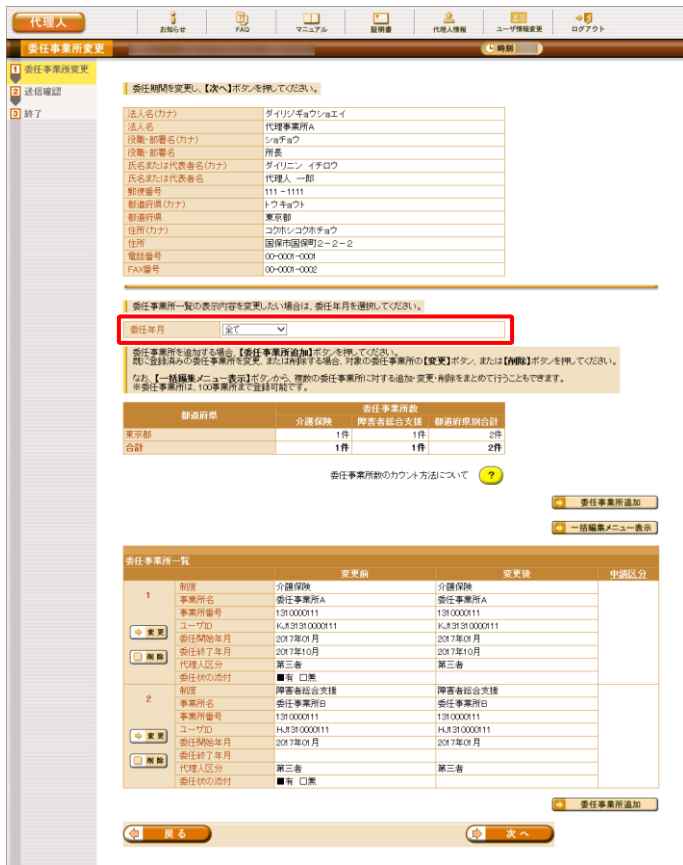 代理人
お知らせ
FAQ
マニュアル
証明書
代理人情報
ユーザ情報変更
ログアウト
委任事業所変更
時刻
1 委任事業所変更
2 送信確認
3 終了
委任期間を変更し、【次へ】ボタンを押してください。
法人名(カナ) ダイリジギョウショエイ
法人名 代理事業所A
役職・部署名(カナ) ショチョウ
役職・部署名 所長
氏名または代表者名(カナ) ダイリニン イチロウ
氏名または代表者名 代理人 一郎
郵便番号 111-1111
都道府県(カナ) トウキョウト
都道府県 東京都
住所(カナ) コクホシコクホチョウ
住所 国保市国保町2-2-2
電話番号 00-0001-0001
FAX番号 00-0001-0002
委任事業所一覧の表示内容を変更したい場合は、委任年月を選択してください。
委任年月 全て
委任事業所を追加する場合、【委任事業所追加】ボタンを押してください。
既に登録済みの委任事業所を変更、または削除する場合、対象の委任事業所の【変更】ボタン、または【削除】ボタンを押してください。
なお、【一括編集メニュー表示】ボタンから、複数の委任事業所に対する追加・変更・削除をまとめて行うこともできます。
※委任事業所は、100事業所まで登録可能です。
都道府県 委任事業所数
介護保険 障害者総合支援 都道府県別合計
東京都 1件 1件 2件
合計 1件 1件 2件
委任事業所数のカウント方法について ?
委任事業所追加
一括編集メニュー表示
委任事業所一覧
変更前 変更後 申請区分
1
変更
削除
制度 介護保険 介護保険
事業所名 委任事業所A 委任事業所A
事業所番号 1310000111 1310000111
ユーザID KJ131310000111 KJ131310000111
委任開始年月 2017年01月 2017年01月
委任終了年月 2017年10月 2017年10月
代理人区分 第三者 第三者
委任状の添付 ■有 □無
2
変更
削除
制度 障害者総合支援 障害者総合支援
事業所名 委任事業所B 委任事業所B
事業所番号 1310000111 1310000111
ユーザID HJ1310000111 HJ1310000111
委任開始年月 2017年01月 2017年01月
委任終了年月
代理人区分 第三者 第三者
委任状の添付 ■有 □無
委任事業所追加
戻る
次へ